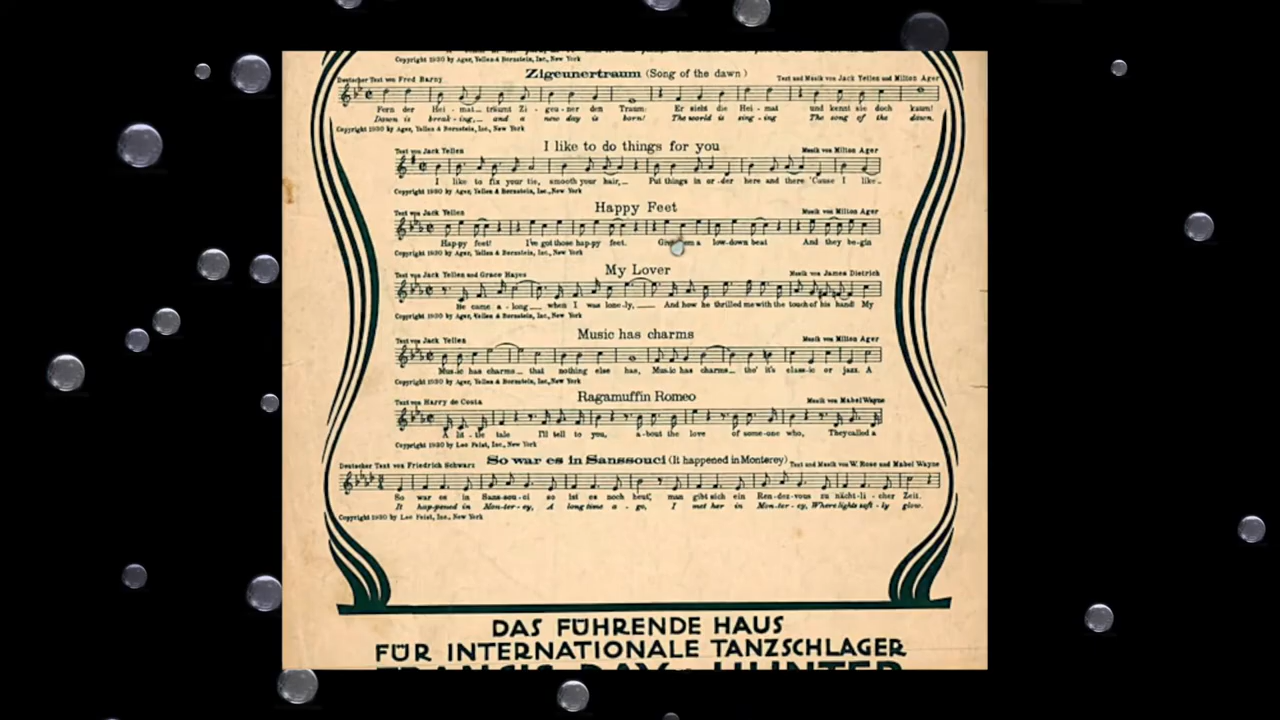 Copyright 1930 by Ager, Yellen & Bornstein, Inc., New York
Zigeunertraum (Song of the dawn)
Deutscher Text von Fred Barny
Text und Musik von Jack Yellen und Milton Ager
Fern der Hei - mat träumt Zi - geu - ner den Traum: Er sieht die Hei - mat und kennt sie doch kaum!
Dawn is break - ing, and a new day is born! The world is sing - ing The song of the dawn.
Copyright 1930 by Ager, Yellen & Bornstein, Inc., New York
I like to do things for you
Text von Jack Yellen
Musik von Milton Ager
I like to fix your tie, smooth your hair, Put things in or - der here and there 'Cause I like
Copyright 1930 by Ager, Yellen & Bornstein, Inc., New York
Happy Feet
Text von Jack Yellen
Musik von Milton Ager
Hap-py feet! I've got those hap-py feet. a low-down beat And they be-gin
Copyright 1930 by Ager, Yellen & Bornstein, Inc., New York
My Lover
Text von Jack Yellen und Grace Hayes
Musik von James Dietrich
He came a - long when I was lone-ly, And how he thrilled me with the touch of his hand! My
Copyright 1930 by Ager, Yellen & Bornstein, Inc., New York
Music has charms
Text von Jack Yellen
Musik von Milton Ager
Mus-ic has charms that nothing else has, Mus-ic has charms tho' it's class-ic or jazz. A
Copyright 1930 by Ager, Yellen & Bornstein, Inc., New York
Ragamuffin Romeo
Text von Harry de Costa
Musik von Mabel Wayne
A lit - tle tale I'll tell to you, a-bout the love of some-one who, They called a
Copyright 1930 by Leo Feist, Inc., New York
So war es in Sanssouci (It happened in Monterey)
Deutscher Text von Friedrich Schwarz
Text und Musik von W. Rose und Mabel Wayne
So war es in Sans-sou-ci so ist es noch heut', man gibt sich ein Ren-dez-vous zu nächt-li-cher Zeit.
It hap-pened in Mon-ter-ey, A long time a - go, I met her in Mon-ter-ey, Where lights soft-ly glow.
Copyright 1930 by Leo Feist, Inc., New York
DAS FÜHRENDE HAUS
FÜR INTERNATIONALE TANZSCHLAGER
FRANCIS, DAY & HUNTER